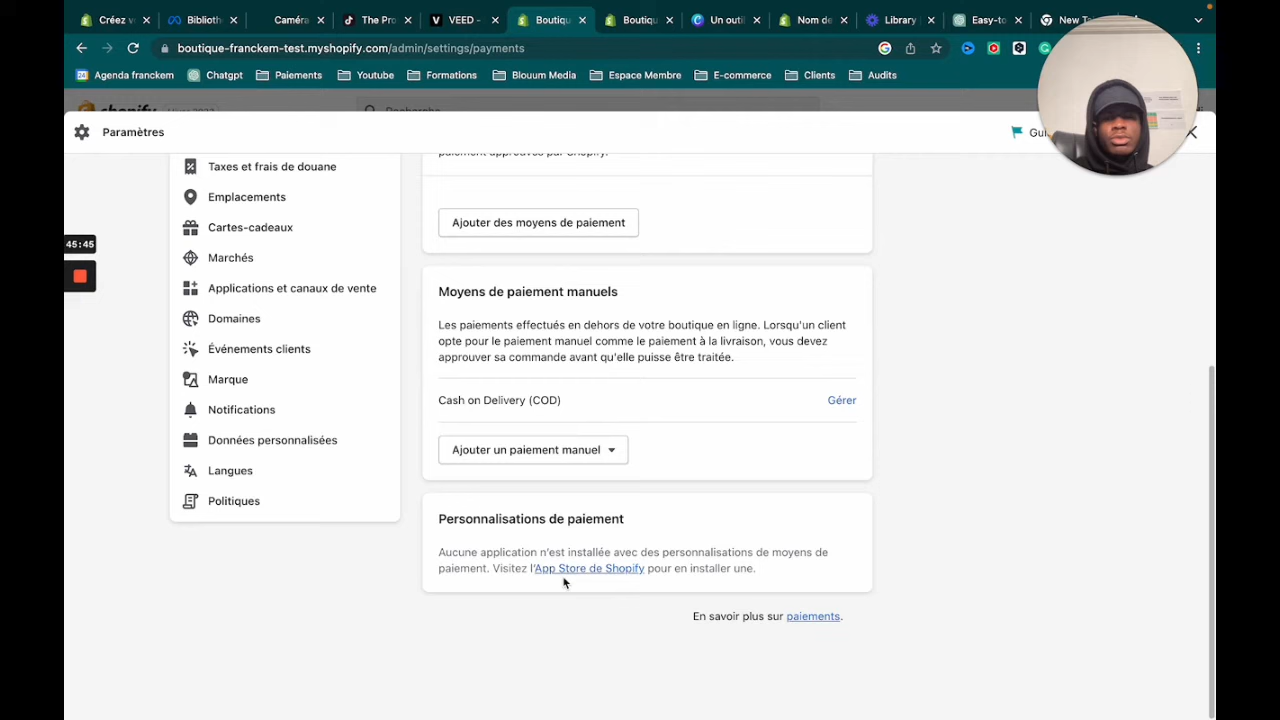 Créez v
Biblioth
Caméra
The Pro
VEED -
Boutiqu
Boutiqu
Un outil
Nom de
Library
Easy-to
New Ta
boutique-franckem-test.myshopify.com/admin/settings/payments
Agenda franckem
Chatgpt
Paiements
Youtube
Formations
Blouum Media
Espace Membre
E-commerce
Clients
Audits
Paramètres
Gui
45:45
Taxes et frais de douane
Emplacements
Cartes-cadeaux
Marchés
Applications et canaux de vente
Domaines
Événements clients
Marque
Notifications
Données personnalisées
Langues
Politiques
Ajouter des moyens de paiement
Moyens de paiement manuels
Les paiements effectués en dehors de votre boutique en ligne. Lorsqu'un client
opte pour le paiement manuel comme le paiement à la livraison, vous devez
approuver sa commande avant qu'elle puisse être traitée.
Cash on Delivery (COD)
Gérer
Ajouter un paiement manuel
Personnalisations de paiement
Aucune application n'est installée avec des personnalisations de moyens de
paiement. Visitez l'App Store de Shopify pour en installer une.
En savoir plus sur paiements.